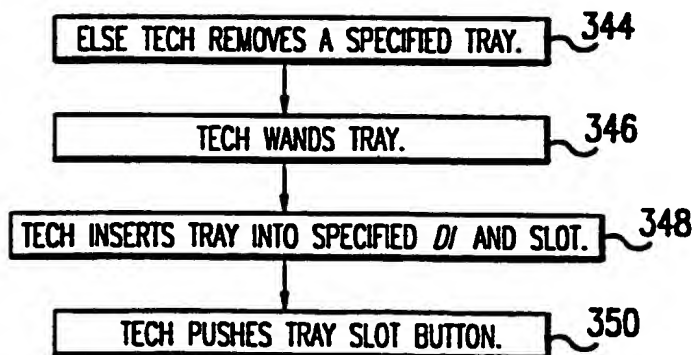 ELSE TECH REMOVES A SPECIFIED TRAY. 344
TECH WANDS TRAY. 346
TECH INSERTS TRAY INTO SPECIFIED DI AND SLOT. 348
TECH PUSHES TRAY SLOT BUTTON. 350